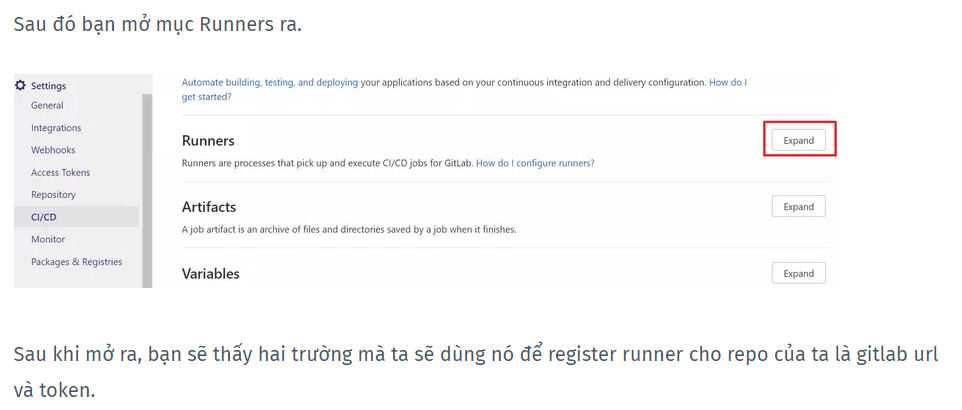 Sau đó bạn mở mục Runners ra.
Settings
General
Integrations
Webhooks
Access Tokens
Repository
CI/CD
Monitor
Packages & Registries
Automate building, testing, and deploying your applications based on your continuous integration and delivery configuration. How do I
get started?
Runners
Expand
Runners are processes that pick up and execute CI/CD jobs for GitLab. How do I configure runners?
Artifacts
Expand
A job artifact is an archive of files and directories saved by a job when it finishes.
Variables
Expand
Sau khi mở ra, bạn sẽ thấy hai trường mà ta sẽ dùng nó để register runner cho repo của ta là gitlab url
và token.